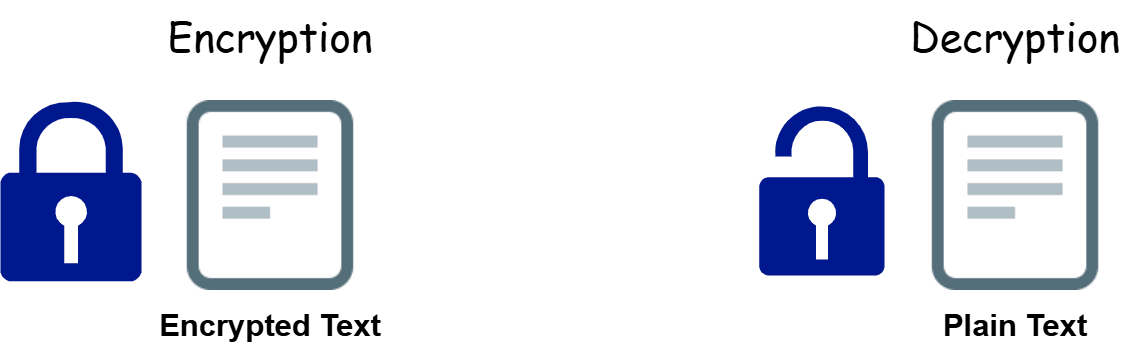 Encryption
Decryption
Encrypted Text
Plain Text